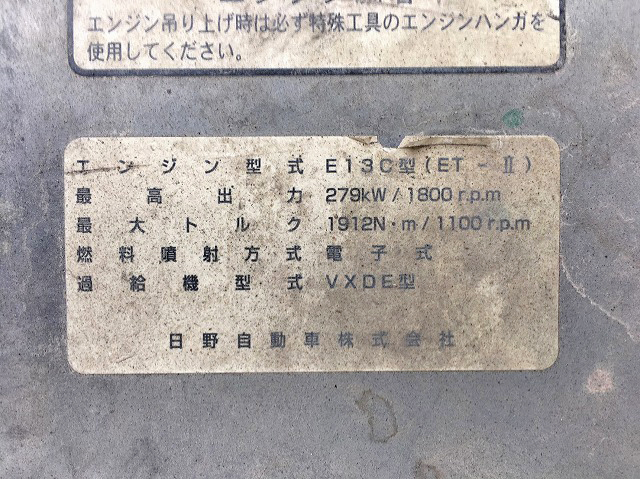 エンジン吊り上げ時は必ず特殊工具のエンジンハンガを
使用してください。
エンジン型式 E13C型(ET-Ⅱ)
最高出力 279kW/1800r.p.m
最大トルク 1912N・m/1100r.p.m
燃料噴射方式 電子式
過給機型式 VXDE型
日野自動車株式会社